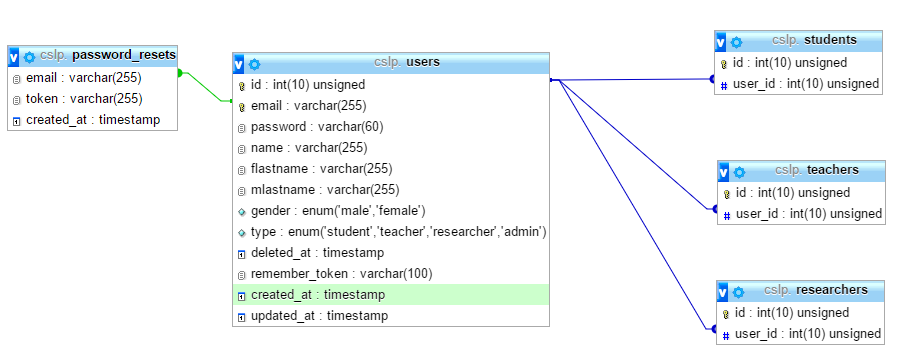 cslp. password_resets
email : varchar(255)
token : varchar(255)
created_at : timestamp
cslp. users
id : int(10) unsigned
email : varchar(255)
password : varchar(60)
name : varchar(255)
flastname : varchar(255)
mlastname : varchar(255)
gender : enum('male','female')
type : enum('student','teacher','researcher','admin')
deleted_at : timestamp
remember_token : varchar(100)
created_at : timestamp
updated_at : timestamp
cslp. students
id : int(10) unsigned
user_id : int(10) unsigned
cslp. teachers
id : int(10) unsigned
user_id : int(10) unsigned
cslp. researchers
id : int(10) unsigned
user_id : int(10) unsigned